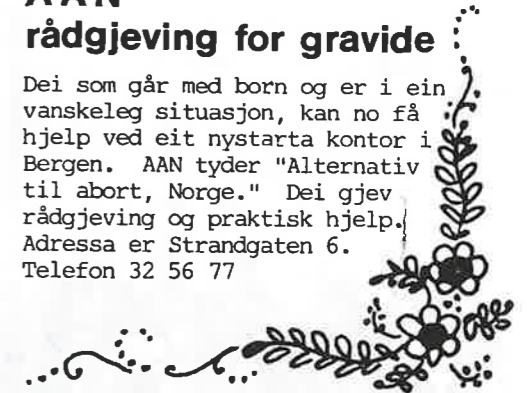 AAN
rådgjeving for gravide
Dei som går med born og er i ein
vanskeleg situasjon, kan no få
hjelp ved eit nystarta kontor i
Bergen. AAN tyder "Alternativ
til abort, Norge." Dei gjev
rådgjeving og praktisk hjelp.
Adressa er Strandgaten 6.
Telefon 32 56 77